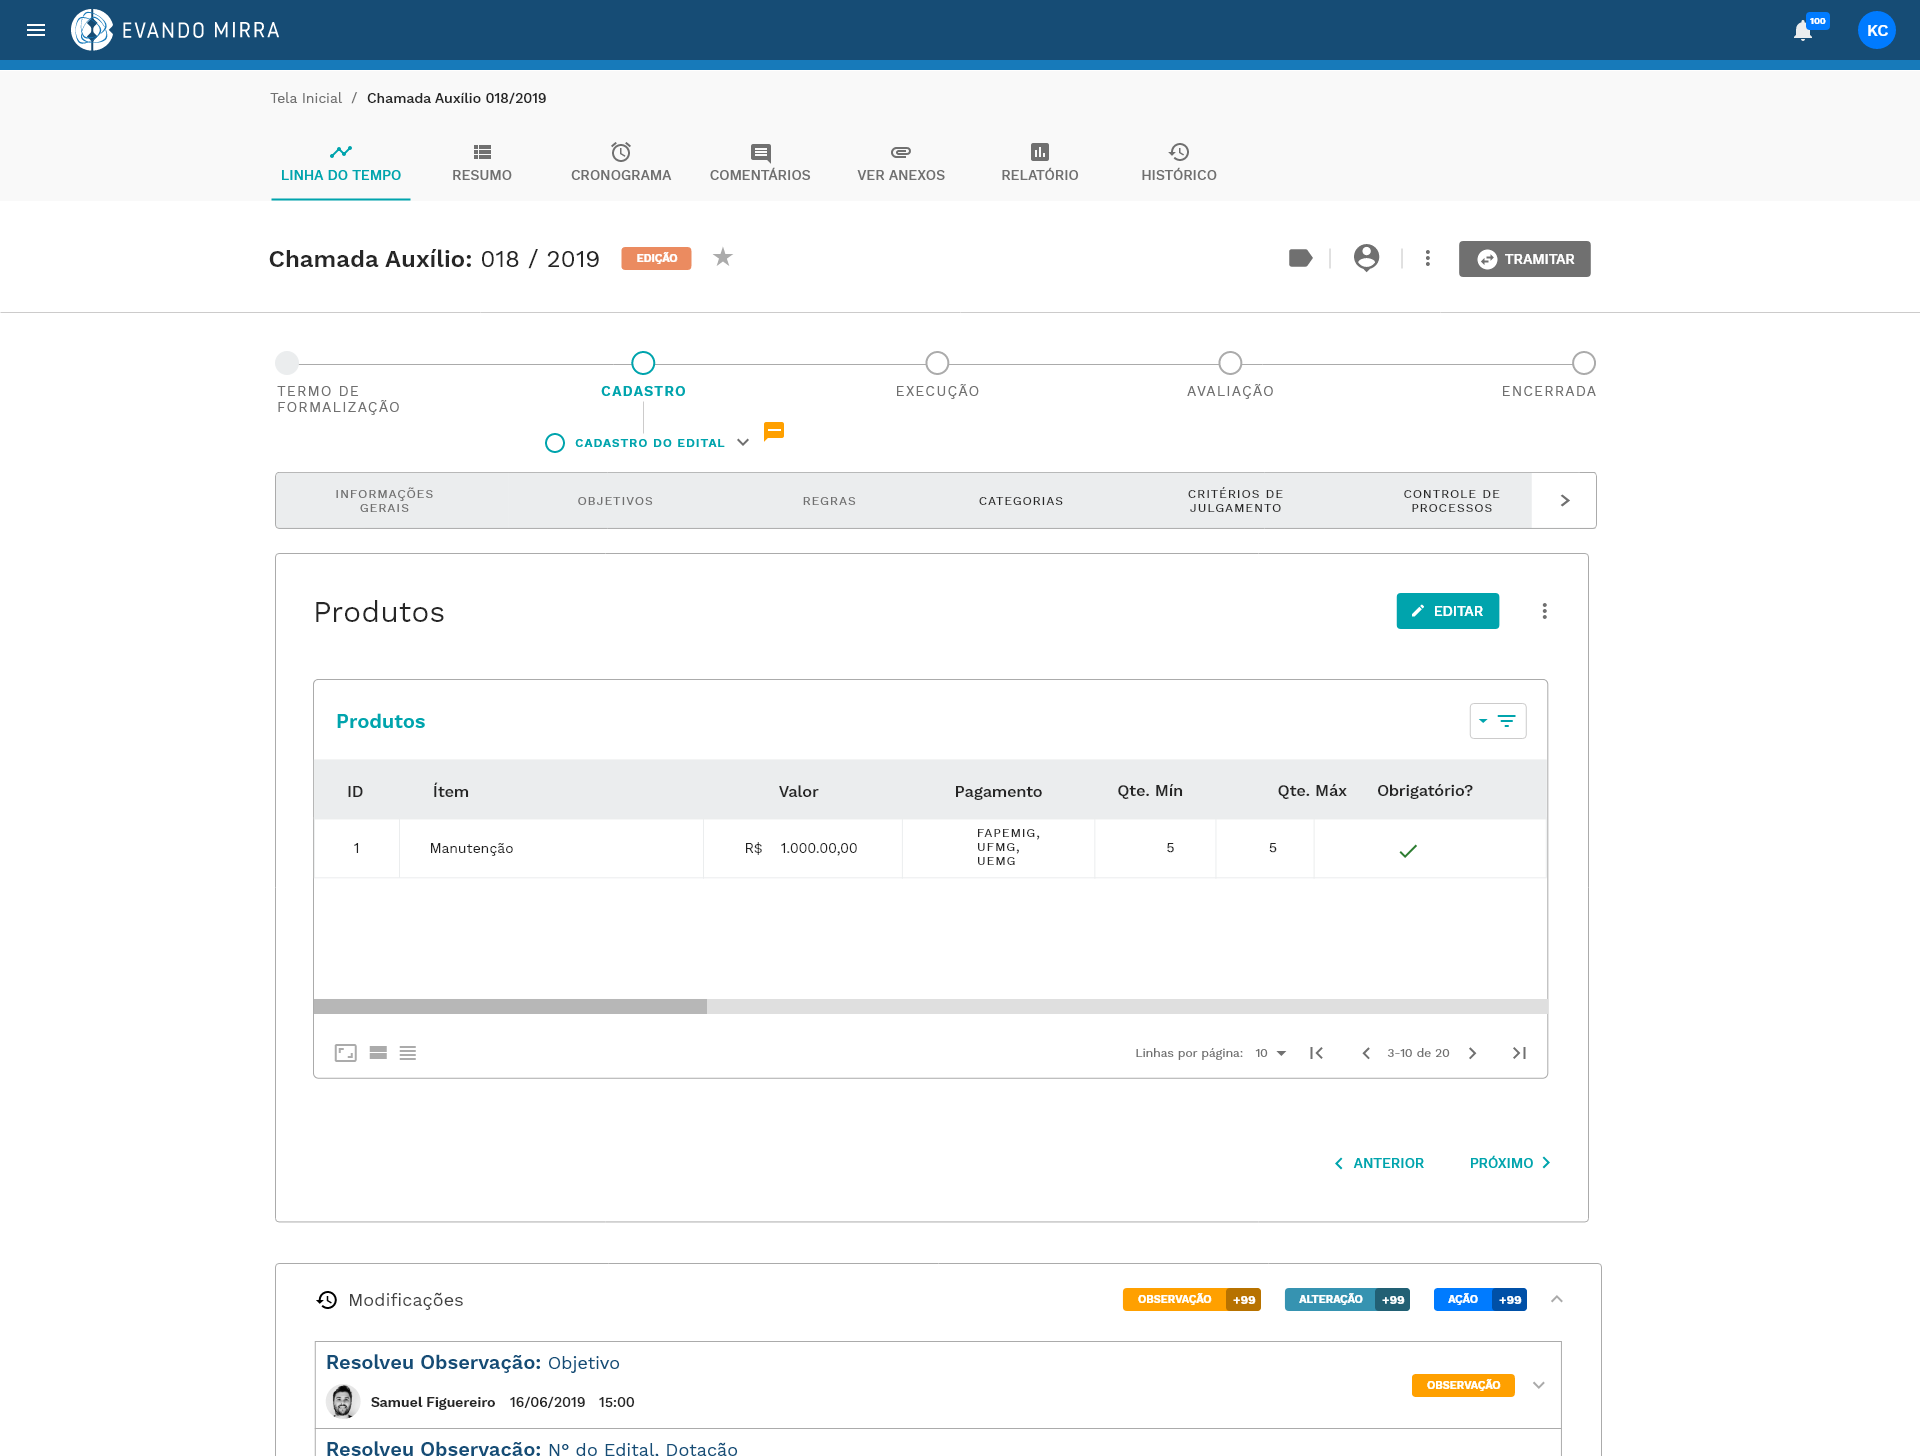 EVANDO MIRRA
100
KC
Tela Inicial / Chamada Auxílio 018/2019
LINHA DO TEMPO
RESUMO
CRONOGRAMA
COMENTÁRIOS
VER ANEXOS
RELATÓRIO
HISTÓRICO
Chamada Auxílio: 018 / 2019
EDIÇÃO
TRAMITAR
TERMO DE
FORMALIZAÇÃO
CADASTRO
EXECUÇÃO
AVALIAÇÃO
ENCERRADA
CADASTRO DO EDITAL
INFORMAÇÕES
GERAIS
OBJETIVOS
REGRAS
CATEGORIAS
CRITÉRIOS DE
JULGAMENTO
CONTROLE DE
PROCESSOS
Produtos
EDITAR
Produtos
ID Ítem Valor Pagamento Qte. Mín Qte. Máx Obrigatório?
1 Manutenção R$ 1.000.00,00
FAPEMIG,
UFMG,
UEMG
5 5
Linhas por página: 10
3-10 de 20
ANTERIOR
PRÓXIMO
Modificações
OBSERVAÇÃO +99
ALTERAÇÃO +99
AÇÃO +99
Resolveu Observação: Objetivo
Samuel Figuereiro 16/06/2019 15:00
OBSERVAÇÃO
Resolveu Observação: N° do Edital, Dotação